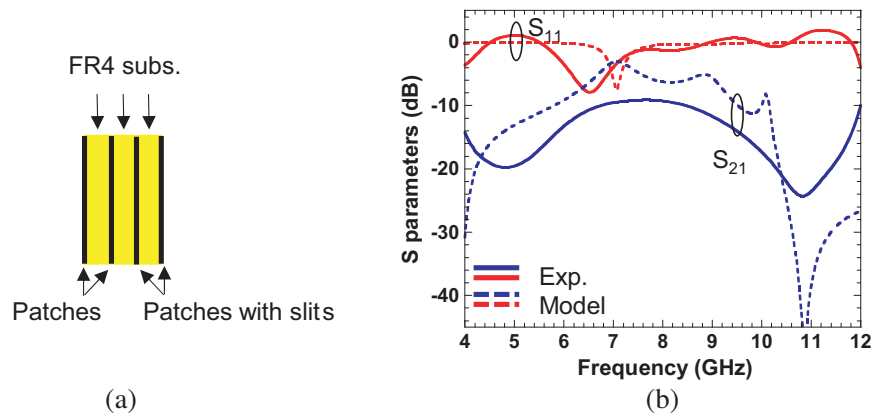 FR4 subs.
Patches
Patches with slits
(a)
S11
S21
Exp.
Model
S parameters (dB)
0
-10
-20
-30
-40
4 5 6 7 8 9 10 11 12
Frequency (GHz)
(b)